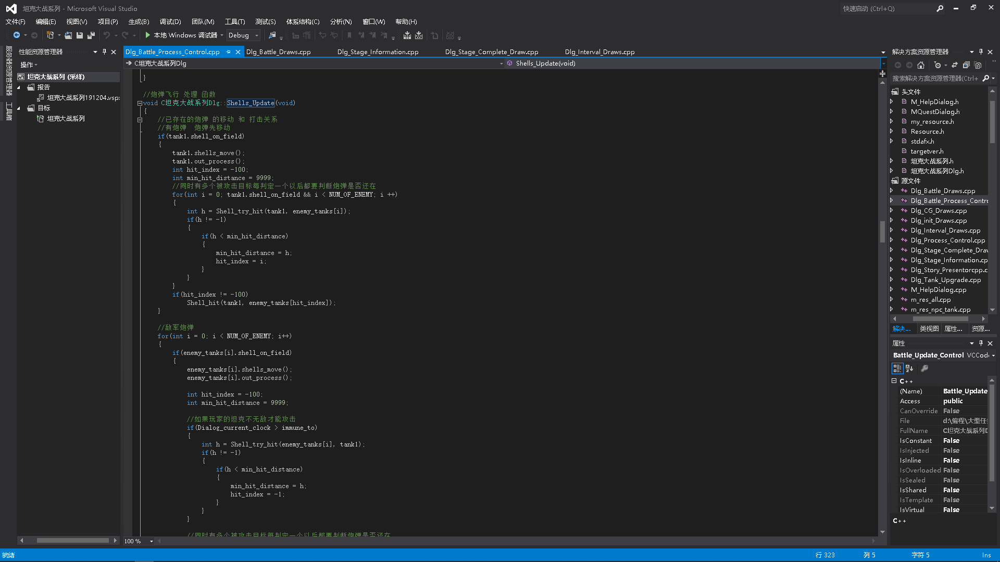 坦克大战系列 - Microsoft Visual Studio
快速启动 (Ctrl+Q)
文件(F) 编辑(E) 视图(V) 项目(P) 生成(B) 调试(D) 团队(M) 工具(T) 测试(S) 体系结构(C) 分析(N) 窗口(W) 帮助(H)
本地 Windows 调试器 Debug
服务器资源管理器
工具箱
性能资源管理器
操作
坦克大战系列 (采样)
报告
坦克大战系列191204.vsp
目标
坦克大战系列
Dlg_Battle_Process_Control.cpp Dlg_Battle_Draws.cpp Dlg_Stage_Information.cpp Dlg_Stage_Complete_Draw.cpp Dlg_Interval_Draws.cpp
C坦克大战系列Dlg Shells_Update(void)
}
//炮弹飞行 处理 函数
void C坦克大战系列Dlg::Shells_Update(void)
{
//已存在的炮弹 的移动 和 打击关系
//有炮弹 炮弹先移动
if(tank1.shell_on_field)
{
tank1.shells_move();
tank1.out_process();
int hit_index = -100;
int min_hit_distance = 9999;
//同时有多个被攻击目标每判定一个以后都要判断炮弹是否还在
for(int i = 0; tank1.shell_on_field && i < NUM_OF_ENEMY; i ++)
{
int h = Shell_try_hit(tank1, enemy_tanks[i]);
if(h != -1)
{
if(h < min_hit_distance)
{
min_hit_distance = h;
hit_index = i;
}
}
}
if(hit_index != -100)
Shell_hit(tank1, enemy_tanks[hit_index]);
}
//敌军炮弹
for(int i = 0; i < NUM_OF_ENEMY; i++)
{
if(enemy_tanks[i].shell_on_field)
{
enemy_tanks[i].shells_move();
enemy_tanks[i].out_process();
int hit_index = -100;
int min_hit_distance = 9999;
//如果玩家的坦克不无敌才能攻击
if(Dialog_current_clock > immune_to)
{
int h = Shell_try_hit(enemy_tanks[i], tank1);
if(h != -1)
{
if(h < min_hit_distance)
{
min_hit_distance = h;
hit_index = -1;
}
}
}
//同时有多个被攻击目标每判定一个以后都要判断炮弹是否还在
100 %
解决方案资源管理器
搜索解决方案资源管理器(Ctrl+
头文件
M_HelpDialog.h
MQuestDialog.h
my_resource.h
Resource.h
stdafx.h
targetver.h
坦克大战系列.h
坦克大战系列Dlg.h
源文件
Dlg_Battle_Draws.cpp
Dlg_Battle_Process_Contro
Dlg_CG_Draws.cpp
Dlg_init_Draws.cpp
Dlg_Interval_Draws.cpp
Dlg_Process_Control.cpp
Dlg_Stage_Complete_Draw
Dlg_Stage_Information.cp
Dlg_Story_Presentorcpp.c
Dlg_Tank_Upgrade.cpp
M_HelpDialog.cpp
m_res_all.cpp
m_res_npc_tank.cpp
解决... 类视图 属性... 资源...
属性
Battle_Update_Control VCCod
C++
(Name) Battle_Update
Access public
CanOverride False
File d:\编程\大型任
FullName C坦克大战系列D
IsConstant False
IsInjected False
IsInline False
IsOverloaded False
IsSealed False
IsShared False
IsTemplate False
IsVirtual False
C++
就绪 行 323 列 5 字符 5 Ins